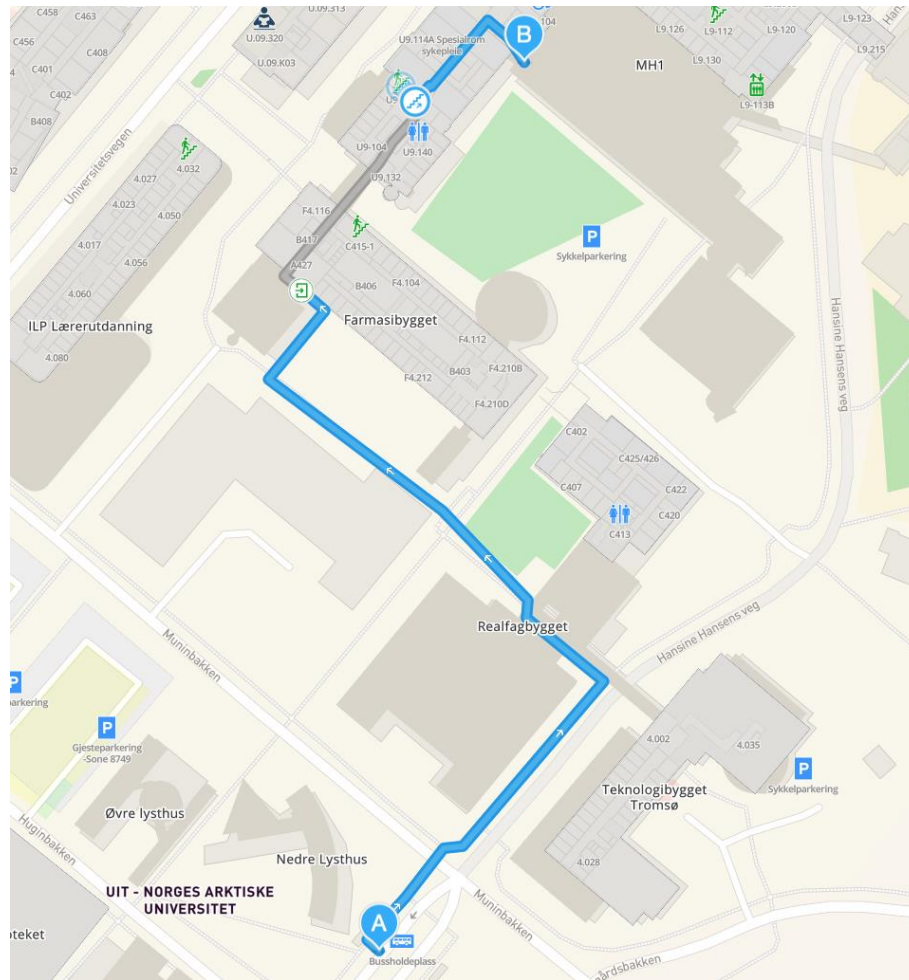 C456
C463
C461
C408
C401
C402
B408
U.09.320
U.09.313
U.09.K03
U9.114A Spesialrom
sykepleie
104
B
MH1
L9-126
L9-112
L9-120
L9-123
L9-130
L9.215
L9-113B
Universitetsvegen
U9-104
U9.140
U9.132
4.032
4.027
4.023
4.050
4.017
4.056
4.060
4.080
ILP Lærerutdanning
F4.116
B417
C415-1
A427
B406
F4.104
Farmasibygget
F4.112
F4.212
B403
F4.210B
F4.210D
P
Sykkelparkering
Hansine Hansens veg
C402
C425/426
C407
C422
C420
C413
Realfagbygget
Hansine Hansens veg
Muninbakken
P
parkering
P
Gjesteparkering
-Sone 8749
Huginbakken
Øvre lysthus
Nedre Lysthus
4.002
4.035
Teknologibygget
Tromsø
4.028
P
Sykkelparkering
UIT - NORGES ARKTISKE
UNIVERSITET
A
Bussholdeplass
Muninbakken
årdsbakken
oteket